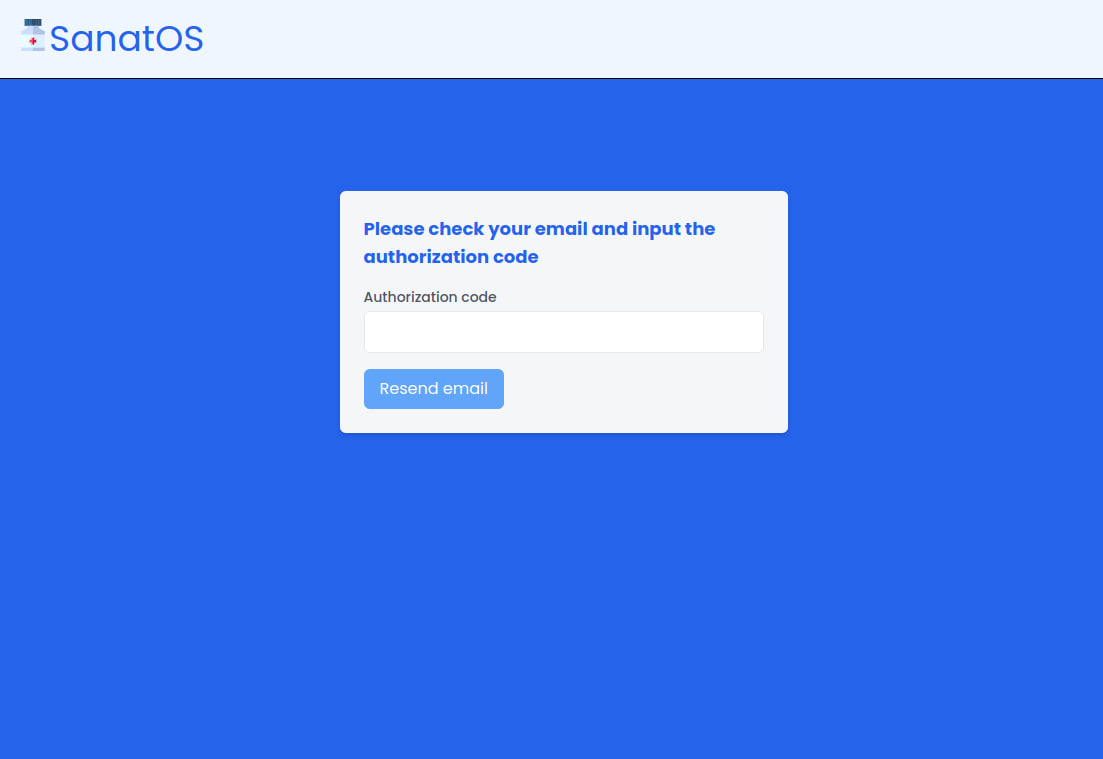 SanatOS
Please check your email and input the
authorization code
Authorization code
Resend email